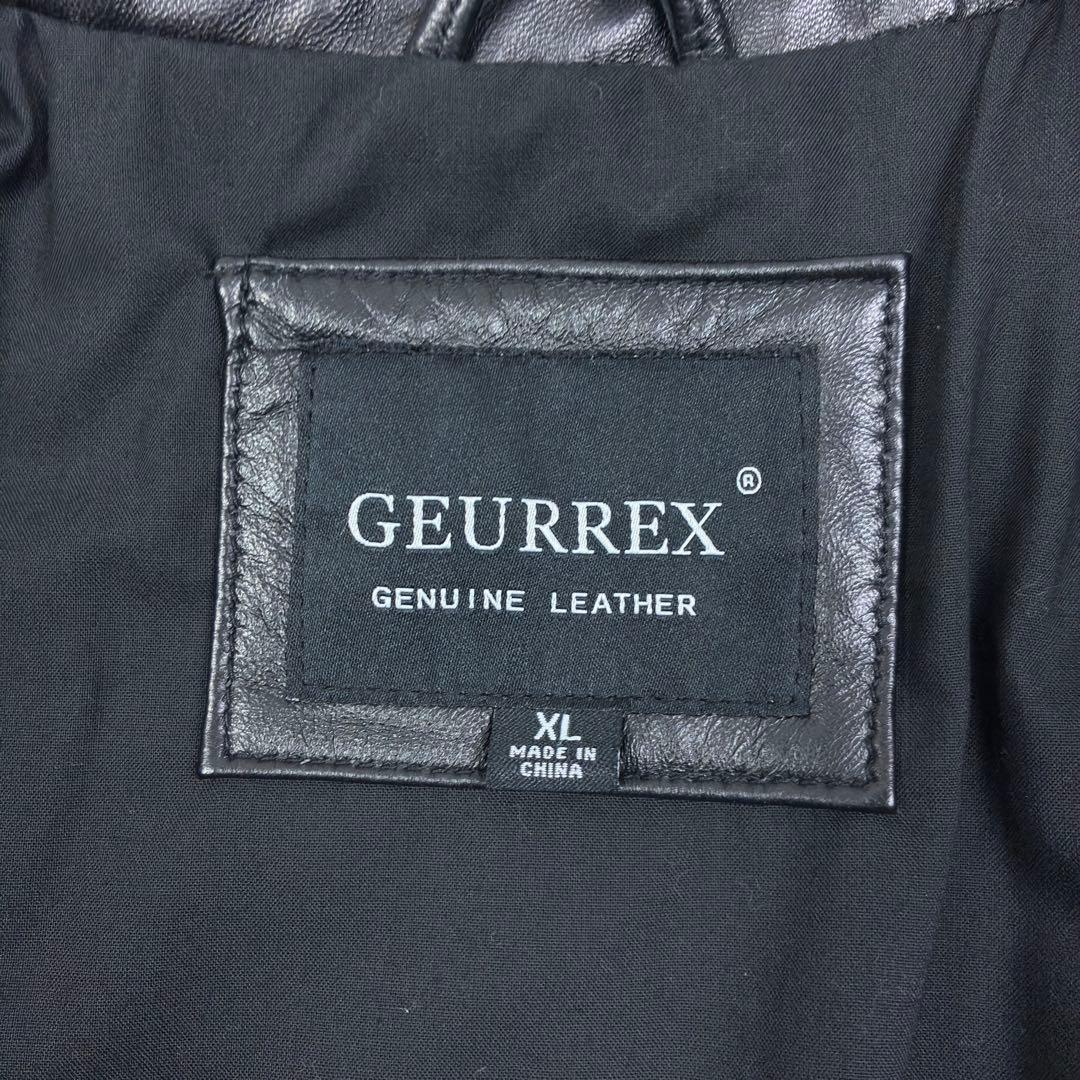 GEURREX ®
GENUINE LEATHER
XL
MADE IN
CHINA